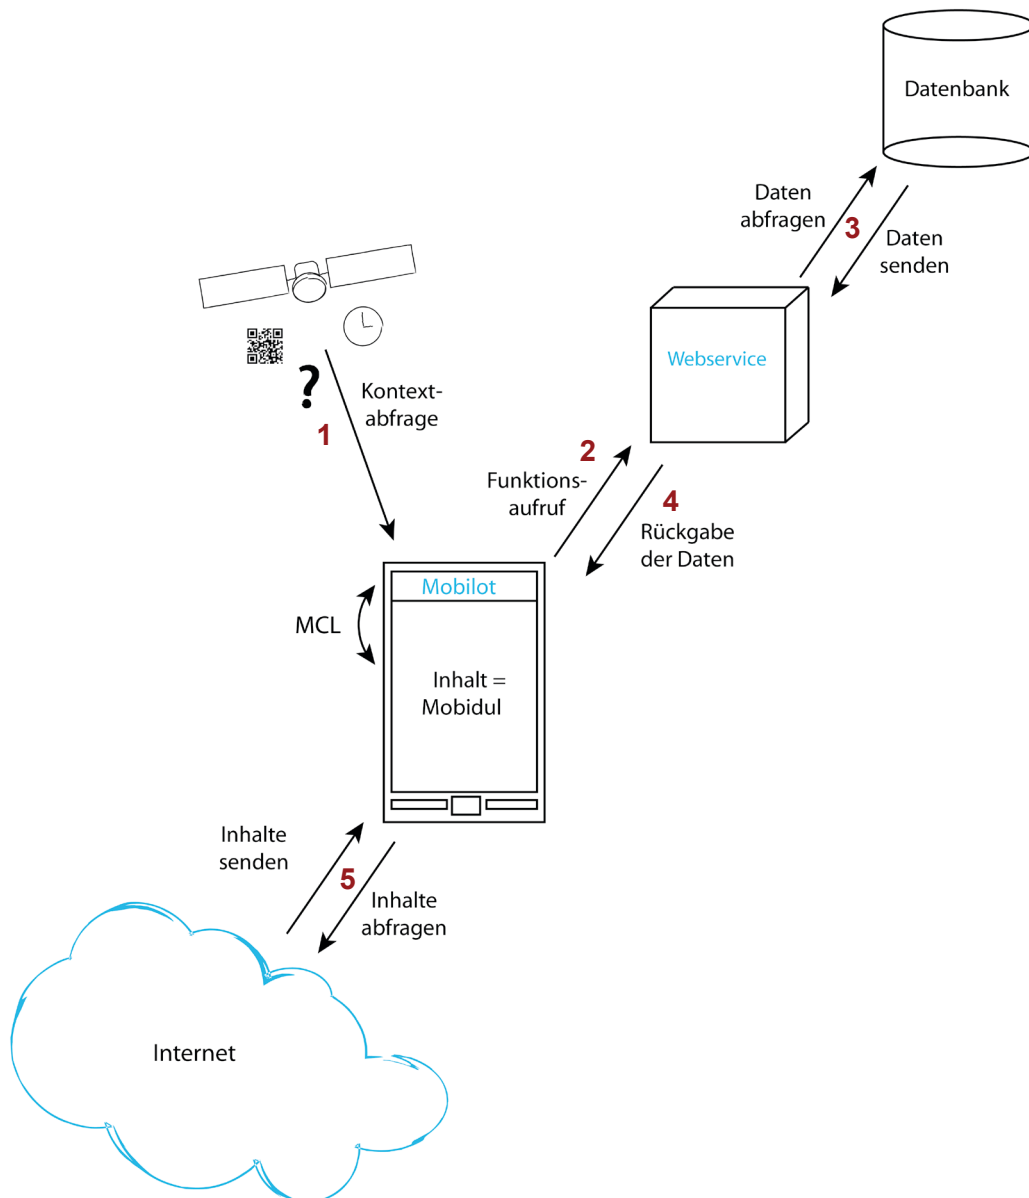 Datenbank
Daten
abfragen
3
Daten
senden
Webservice
?
Kontext-
abfrage
1
2
Funktions-
aufruf
4
Rückgabe
der Daten
Mobilot
MCL
Inhalt =
Mobidul
Inhalte
senden
5
Inhalte
abfragen
Internet